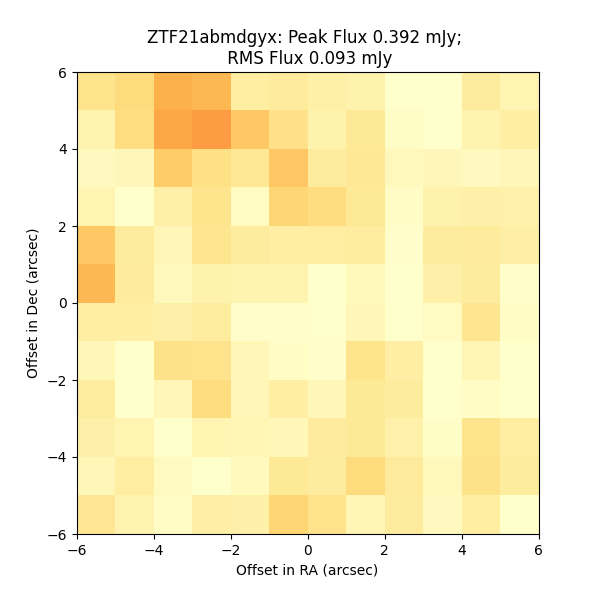 ZTF21abmdgyx: Peak Flux 0.392 mJy;
RMS Flux 0.093 mJy
6
4
2
0
−2
−4
−6
Offset in Dec (arcsec)
−6 −4 −2 0 2 4 6
Offset in RA (arcsec)